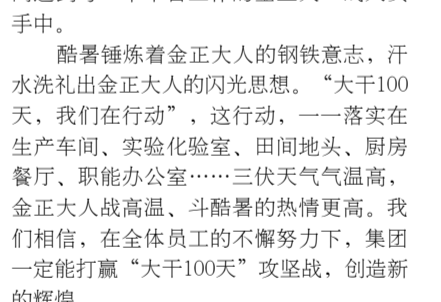 手中。
酷暑锤炼着金正大人的钢铁意志，汗
水洗礼出金正大人的闪光思想。“大干100
天，我们在行动”，这行动，一一落实在
生产车间、实验化验室、田间地头、厨房
餐厅、职能办公室……三伏天气气温高，
金正大人战高温、斗酷暑的热情更高。我
们相信，在全体员工的不懈努力下，集团
一定能打赢“大干100天”攻坚战，创造新
的辉煌